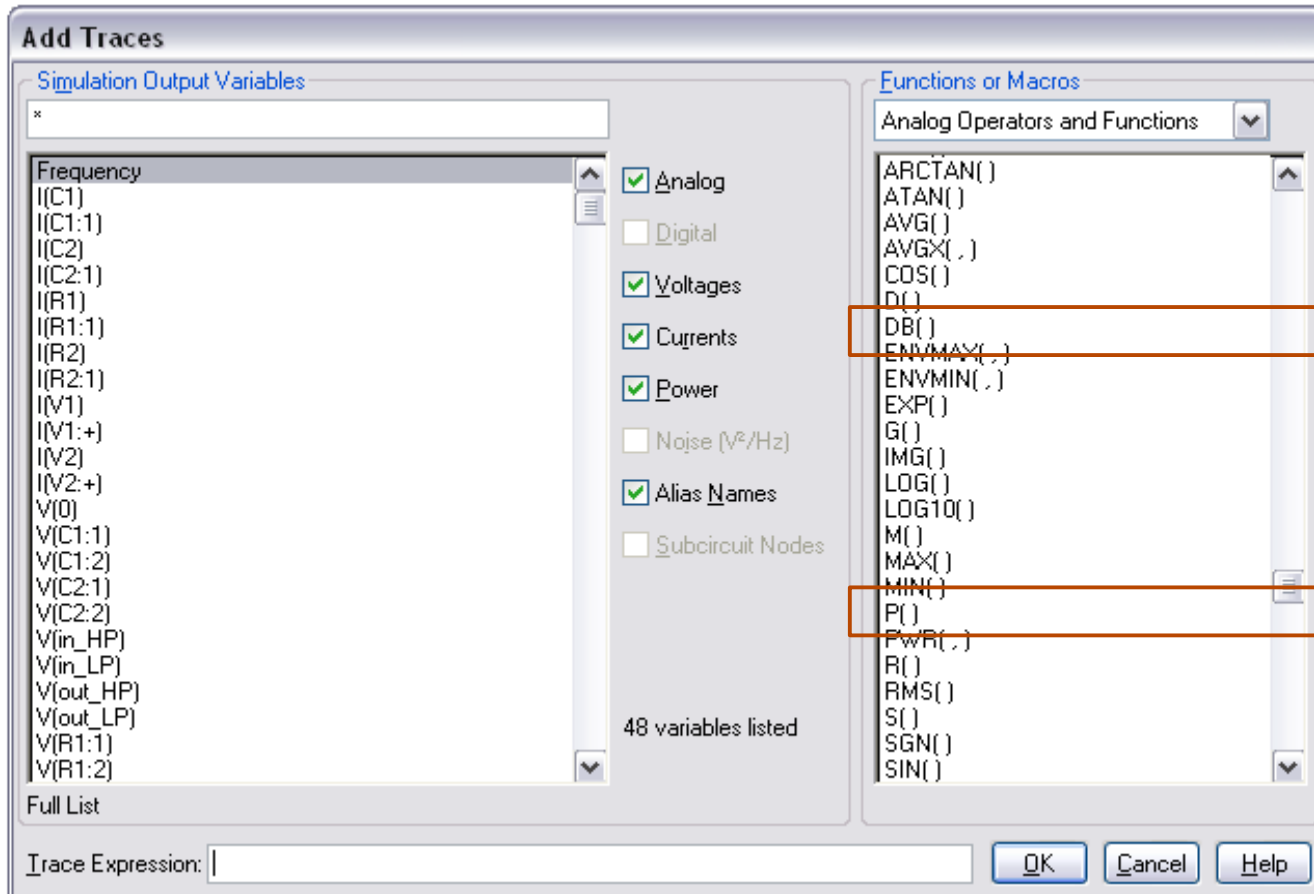 Add Traces
Simulation Output Variables
*
Frequency
I(C1)
I(C1:1)
I(C2)
I(C2:1)
I(R1)
I(R1:1)
I(R2)
I(R2:1)
I(V1)
I(V1:+)
I(V2)
I(V2:+)
V(0)
V(C1:1)
V(C1:2)
V(C2:1)
V(C2:2)
V(in_HP)
V(in_LP)
V(out_HP)
V(out_LP)
V(R1:1)
V(R1:2)
Full List
Analog
Digital
Voltages
Currents
Power
Noise (V²/Hz)
Alias Names
Subcircuit Nodes
48 variables listed
Functions or Macros
Analog Operators and Functions
ARCTAN( )
ATAN( )
AVG( )
AVGX( , )
COS( )
D( )
DB( )
ENVMAX( , )
ENVMIN( , )
EXP( )
G( )
IMG( )
LOG( )
LOG10( )
M( )
MAX( )
MIN( )
P( )
PWR( , )
R( )
RMS( )
S( )
SGN( )
SIN( )
Trace Expression:
OK
Cancel
Help